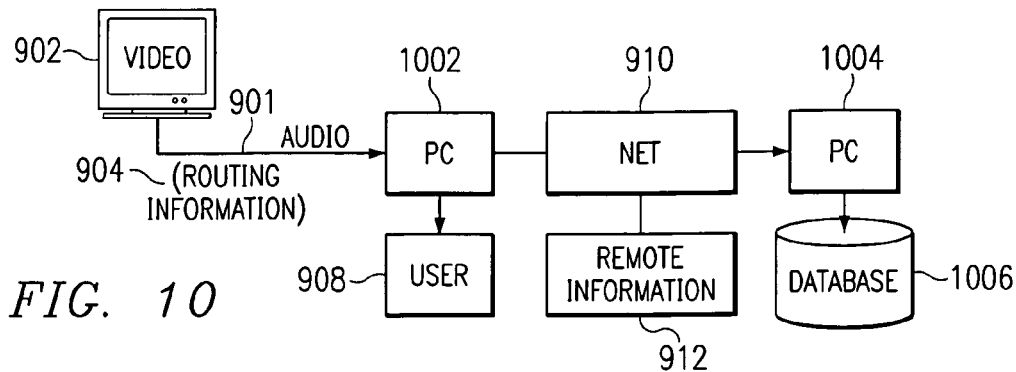 902
VIDEO
901
AUDIO
904
(ROUTING
INFORMATION)
1002
PC
910
NET
1004
PC
908
USER
REMOTE
INFORMATION
912
DATABASE
1006
FIG. 10